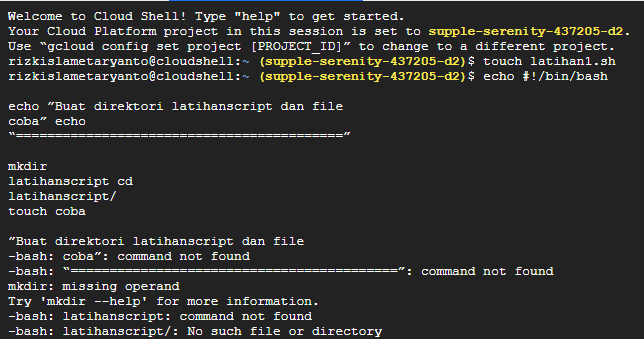 Welcome to Cloud Shell! Type "help" to get started.
Your Cloud Platform project in this session is set to supple-serenity-437205-d2.
Use “gcloud config set project [PROJECT_ID]” to change to a different project.
rizkislametaryanto@cloudshell:~ (supple-serenity-437205-d2)$ touch latihan1.sh
rizkislametaryanto@cloudshell:~ (supple-serenity-437205-d2)$ echo #!/bin/bash
echo ”Buat direktori latihanscript dan file
coba” echo
“==========================================”
mkdir
latihanscript cd
latihanscript/
touch coba
”Buat direktori latihanscript dan file
-bash: coba”: command not found
-bash: “==========================================”: command not found
mkdir: missing operand
Try 'mkdir --help' for more information.
-bash: latihanscript: command not found
-bash: latihanscript/: No such file or directory